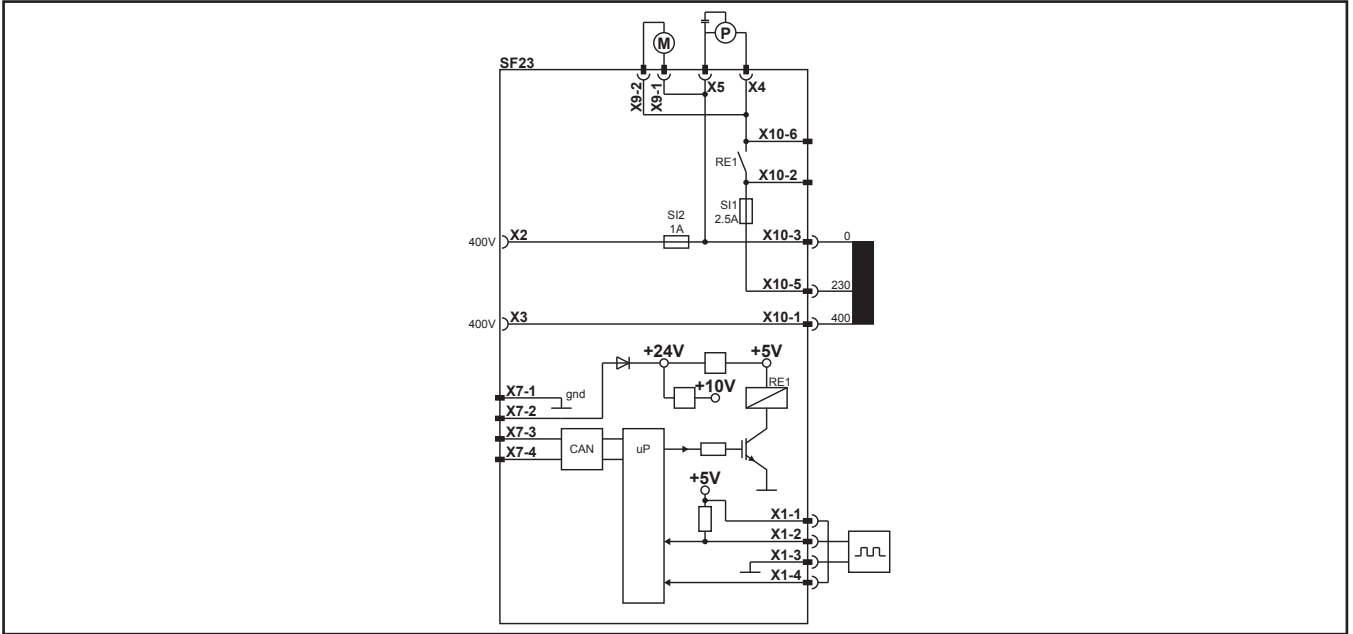 P
M
SF23
X9-2
X9-1
X5
X4
X10-6
RE1
X10-2
SI1
2.5A
SI2
1A
400V
X2
X10-3
0
X10-5
230
400V
X3
X10-1
400
+24V
+5V
+10V
RE1
X7-1
gnd
X7-2
X7-3
X7-4
CAN
uP
+5V
X1-1
X1-2
X1-3
X1-4